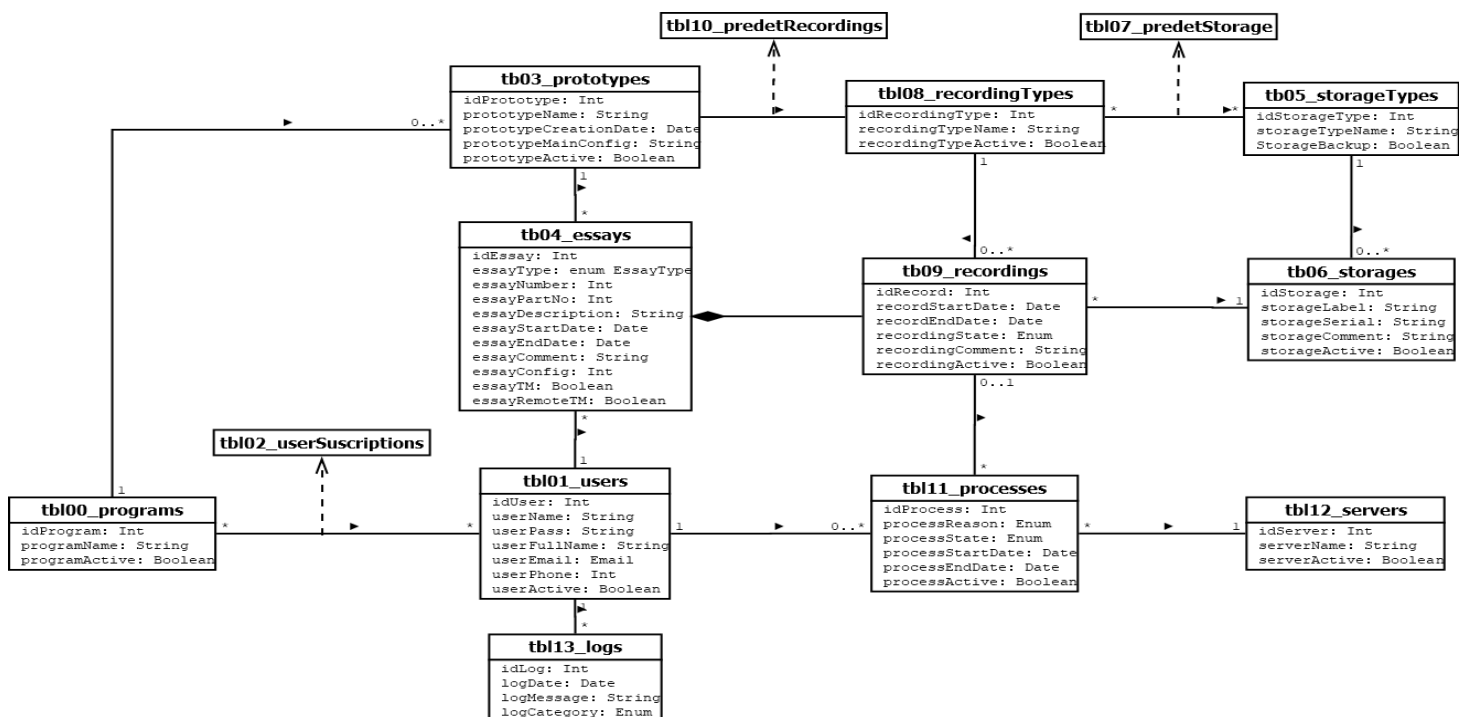 tbl10_predetRecordings
tbl07_predetStorage
tb03_prototypes
idPrototype: Int
prototypeName: String
prototypeCreationDate: Date
prototypeMainConfig: String
prototypeActive: Boolean
tbl08_recordingTypes
idRecordingType: Int
recordingTypeName: String
recordingTypeActive: Boolean
tb05_storageTypes
idStorageType: Int
storageTypeName: String
StorageBackup: Boolean
0..*
*
*
1
*
1
0..*
1
0..*
tb04_essays
idEssay: Int
essayType: enum EssayType
essayNumber: Int
essayPartNo: Int
essayDescription: String
essayStartDate: Date
essayEndDate: Date
essayComment: String
essayConfig: Int
essayTM: Boolean
essayRemoteTM: Boolean
tb09_recordings
idRecord: Int
recordStartDate: Date
recordEndDate: Date
recordingState: Enum
recordingComment: String
recordingActive: Boolean
*
1
tb06_storages
idStorage: Int
storageLabel: String
storageSerial: String
storageComment: String
storageActive: Boolean
0..1
*
*
1
tbl02_userSuscriptions
1
tbl00_programs
idProgram: Int
programName: String
programActive: Boolean
*
*
tbl01_users
idUser: Int
userName: String
userPass: String
userFullName: String
userEmail: Email
userPhone: Int
userActive: Boolean
1
0..*
tbl11_processes
idProcess: Int
processReason: Enum
processState: Enum
processStartDate: Date
processEndDate: Date
processActive: Boolean
*
1
tbl12_servers
idServer: Int
serverName: String
serverActive: Boolean
1
*
tbl13_logs
idLog: Int
logDate: Date
logMessage: String
logCategory: Enum